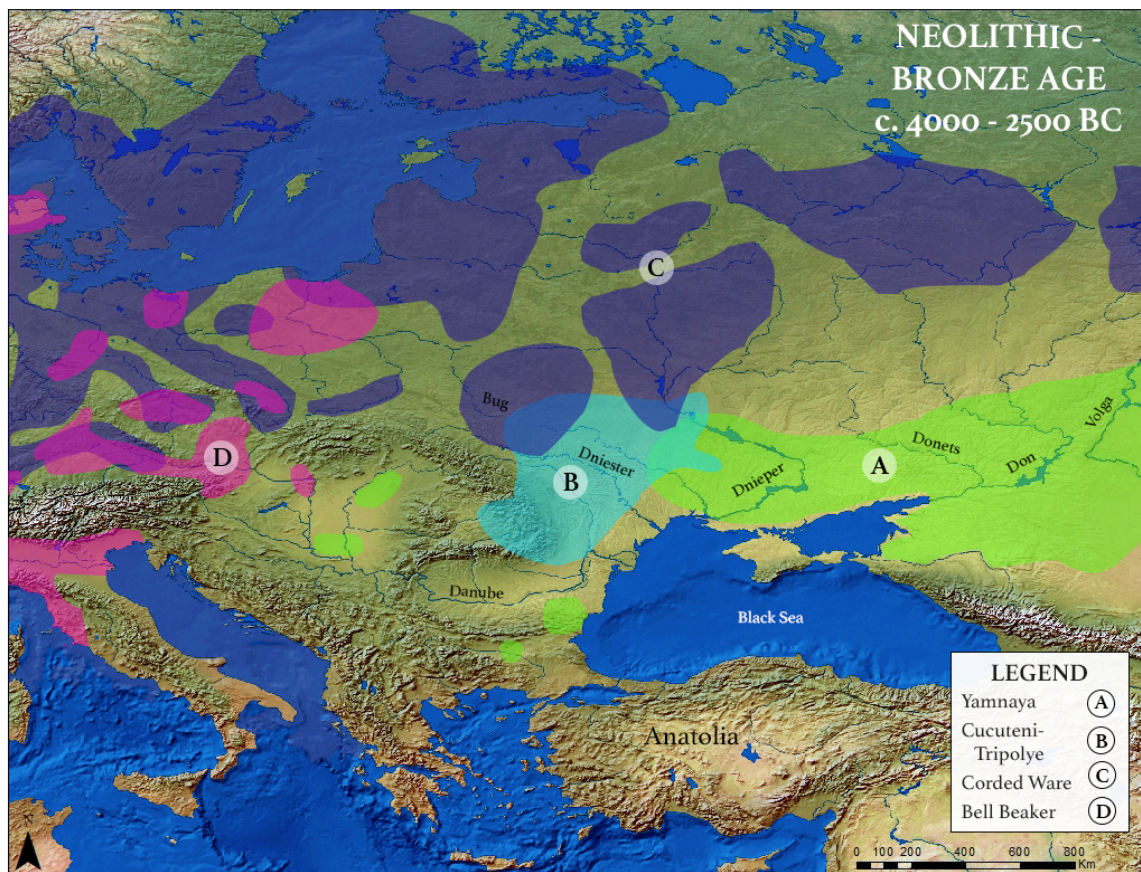 NEOLITHIC -
BRONZE AGE
c. 4000 - 2500 BC
C
Bug
Volga
Donets
D
Dniester
A
Don
B
Dnieper
Danube
Black Sea
Anatolia
LEGEND
Yamnaya A
Cucuteni-
Tripolye B
Corded Ware C
Bell Beaker D
N
0 100 200 400 600 800
Km